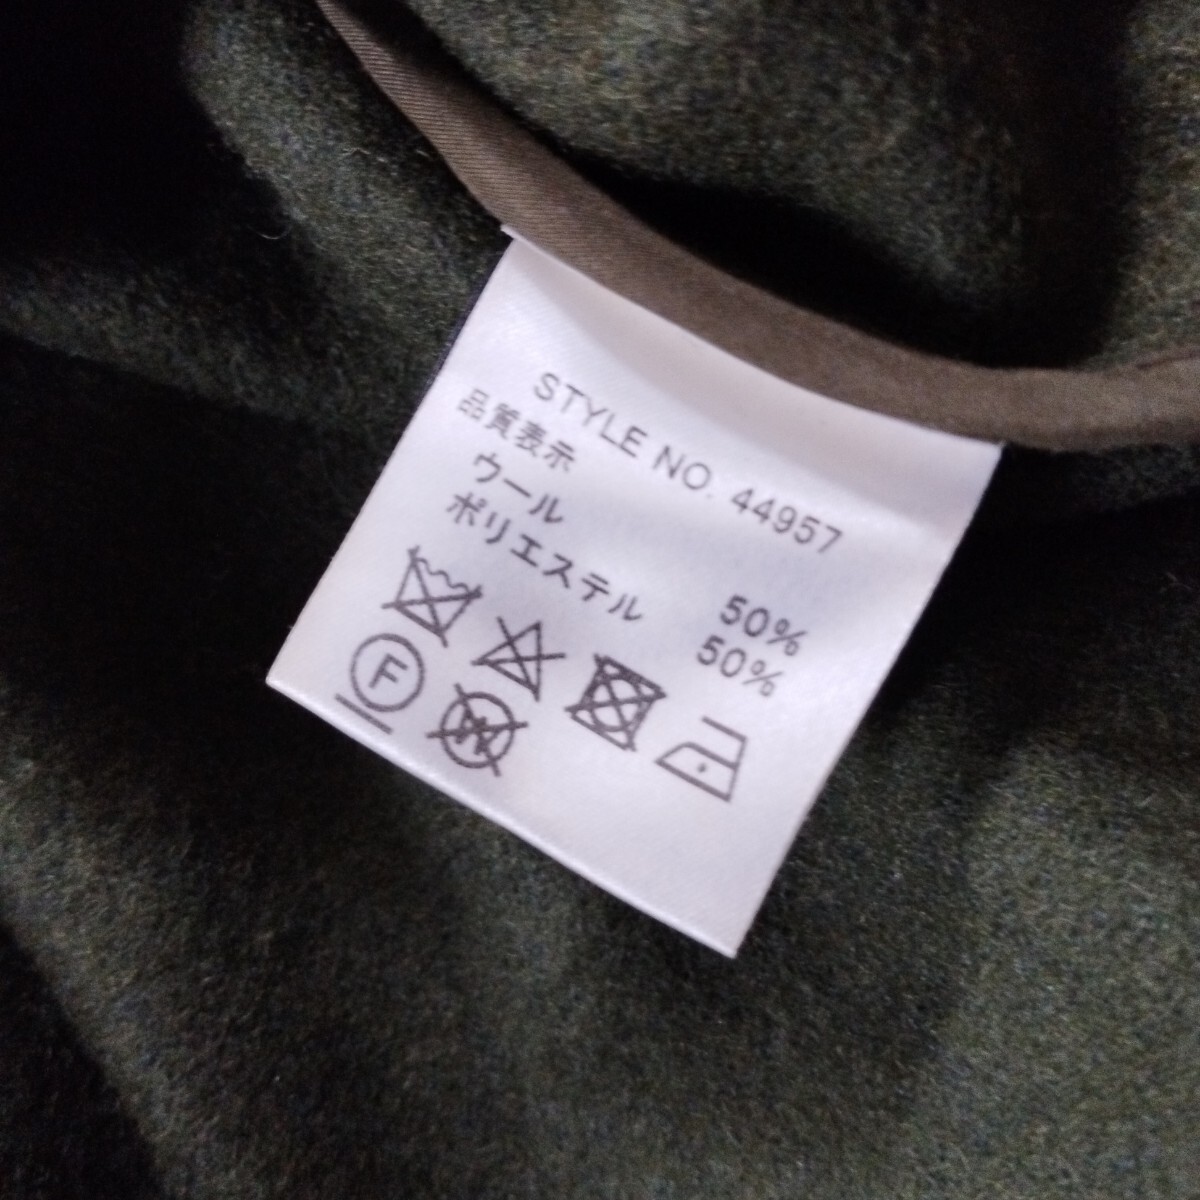 STYLE NO. 44957
品質表示
ウール 50%
ポリエステル 50%
F
W